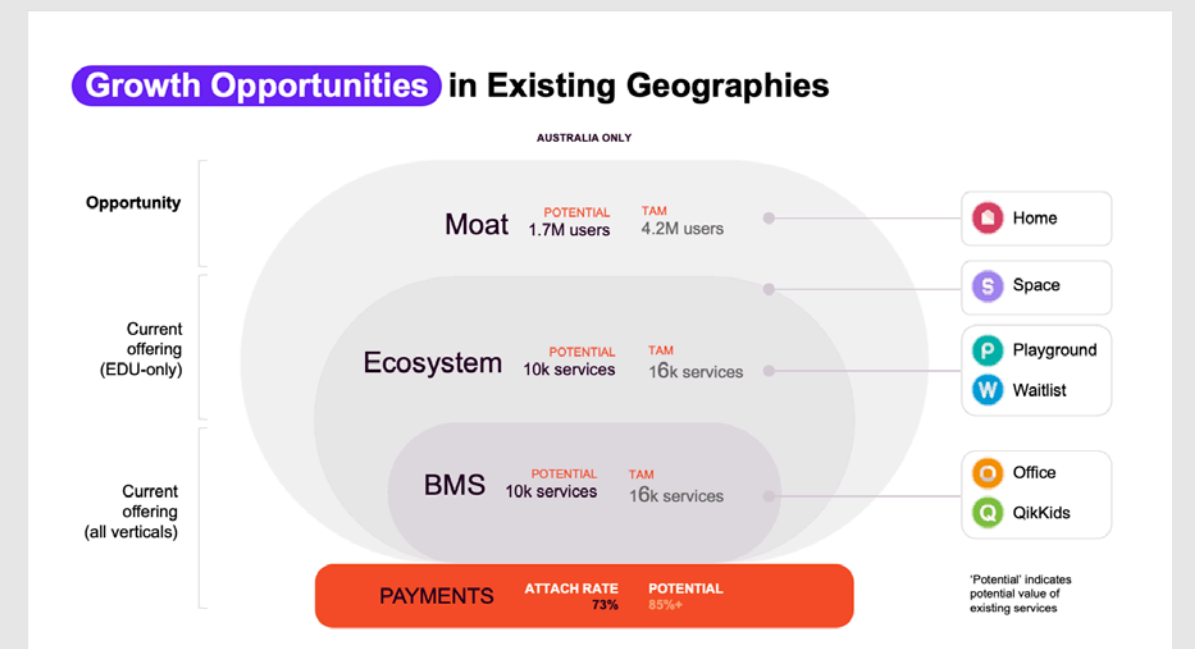 Growth Opportunities in Existing Geographies
AUSTRALIA ONLY
Opportunity
Moat
POTENTIAL
1.7M users
TAM
4.2M users
Home
Space
Current
offering
(EDU-only)
Ecosystem
POTENTIAL
10k services
TAM
16k services
P
Playground
W
Waitlist
S
Current
offering
(all verticals)
BMS
POTENTIAL
10k services
TAM
16k services
O
Office
Q
QikKids
PAYMENTS
ATTACH RATE
73%
POTENTIAL
85%+
'Potential' indicates
potential value of
existing services